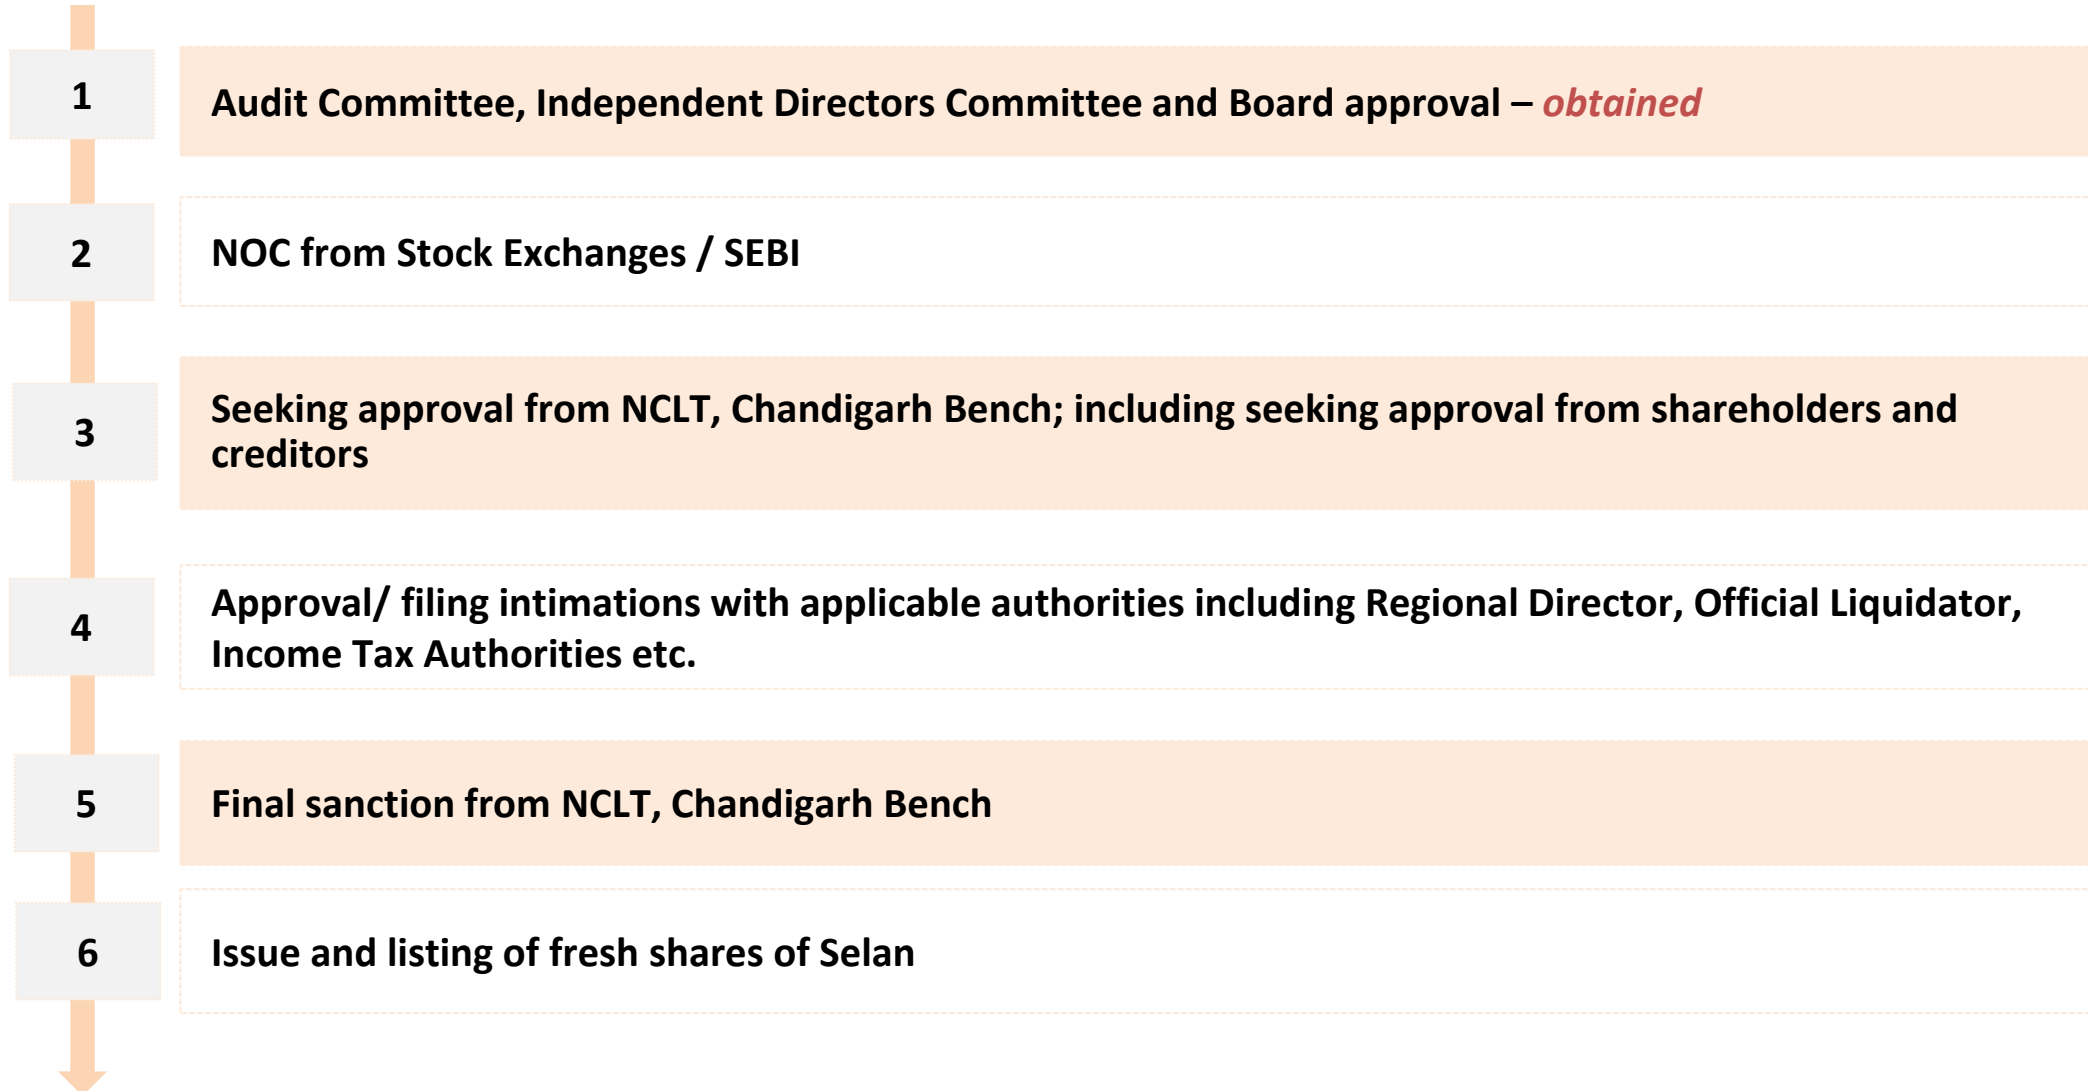 1
Audit Committee, Independent Directors Committee and Board approval – obtained
2
NOC from Stock Exchanges / SEBI
3
Seeking approval from NCLT, Chandigarh Bench; including seeking approval from shareholders and
creditors
4
Approval/ filing intimations with applicable authorities including Regional Director, Official Liquidator,
Income Tax Authorities etc.
5
Final sanction from NCLT, Chandigarh Bench
6
Issue and listing of fresh shares of Selan